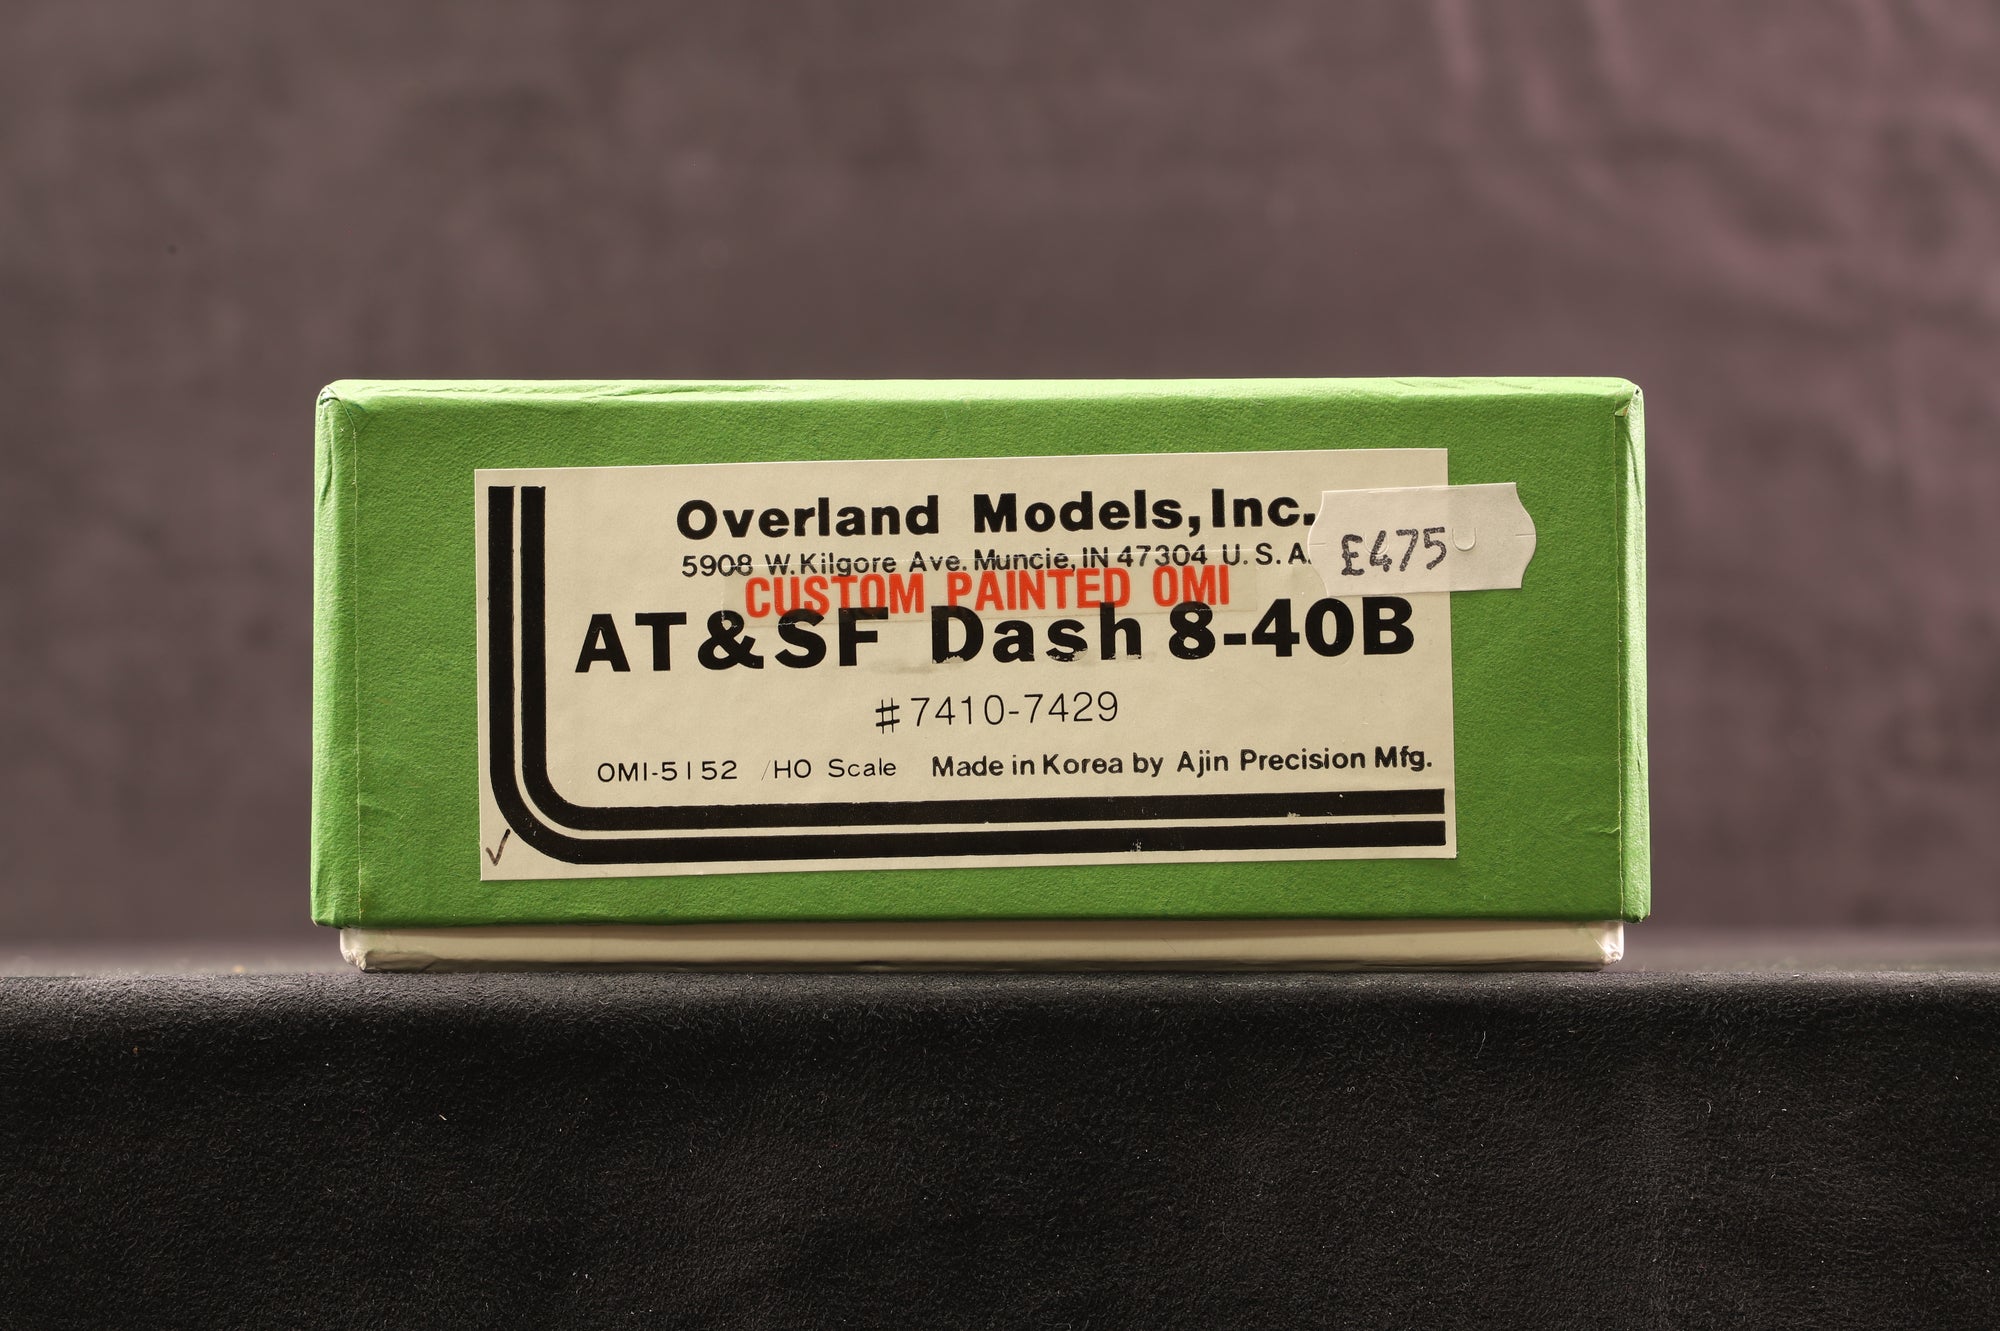 Overland Models, Inc.
5908 W. Kilgore Ave. Muncie, IN 47304 U.S.A.
£475
CUSTOM PAINTED OMI
AT&SF Dash 8-40B
#7410-7429
OMI-5152 /HO Scale Made in Korea by Ajin Precision Mfg.